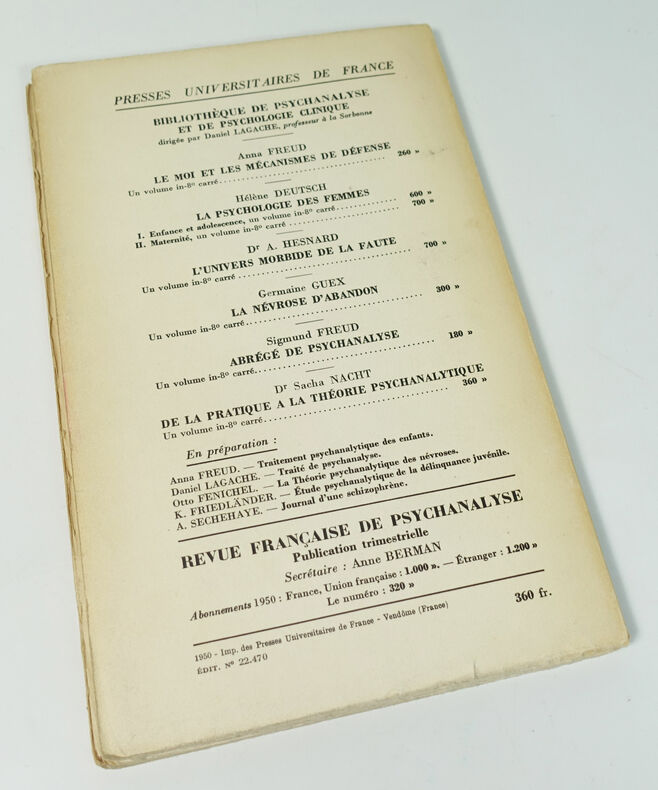 PRESSES UNIVERSITAIRES DE FRANCE
BIBLIOTHÈQUE DE PSYCHANALYSE
ET DE PSYCHOLOGIE CLINIQUE
dirigée par Daniel LAGACHE, professeur à la Sorbonne
Anna FREUD
LE MOI ET LES MÉCANISMES DE DÉFENSE
Un volume in-8º carré........................................ 260 »
Hélène DEUTSCH
LA PSYCHOLOGIE DES FEMMES
I. Enfance et adolescence, un volume in-8º carré............... 600 »
II. Maternité, un volume in-8º carré........................... 700 »
Dr A. HESNARD
L'UNIVERS MORBIDE DE LA FAUTE
Un volume in-8º carré........................................ 700 »
Germaine GUEX
LA NÉVROSE D'ABANDON
Un volume in-8º carré........................................ 300 »
Sigmund FREUD
ABRÉGÉ DE PSYCHANALYSE
Un volume in-8º carré........................................ 180 »
Dr Sacha NACHT
DE LA PRATIQUE A LA THÉORIE PSYCHANALYTIQUE
Un volume in-8º carré........................................ 360 »
En préparation :
Anna FREUD. — Traitement psychanalytique des enfants.
Daniel LAGACHE. — Traité de psychanalyse.
Otto FENICHEL. — La Théorie psychanalytique des névroses.
K. FRIEDLÄNDER. — Étude psychanalytique de la délinquance juvénile.
A. SECHEHAYE. — Journal d'une schizophrène.
REVUE FRANÇAISE DE PSYCHANALYSE
Publication trimestrielle
Secrétaire : Anne BERMAN
Abonnements 1950 : France, Union française : 1.000 ». — Étranger : 1.200 »
Le numéro : 320 »
360 fr.
1950 - Imp. des Presses Universitaires de France - Vendôme (France)
ÉDIT. Nº 22.470